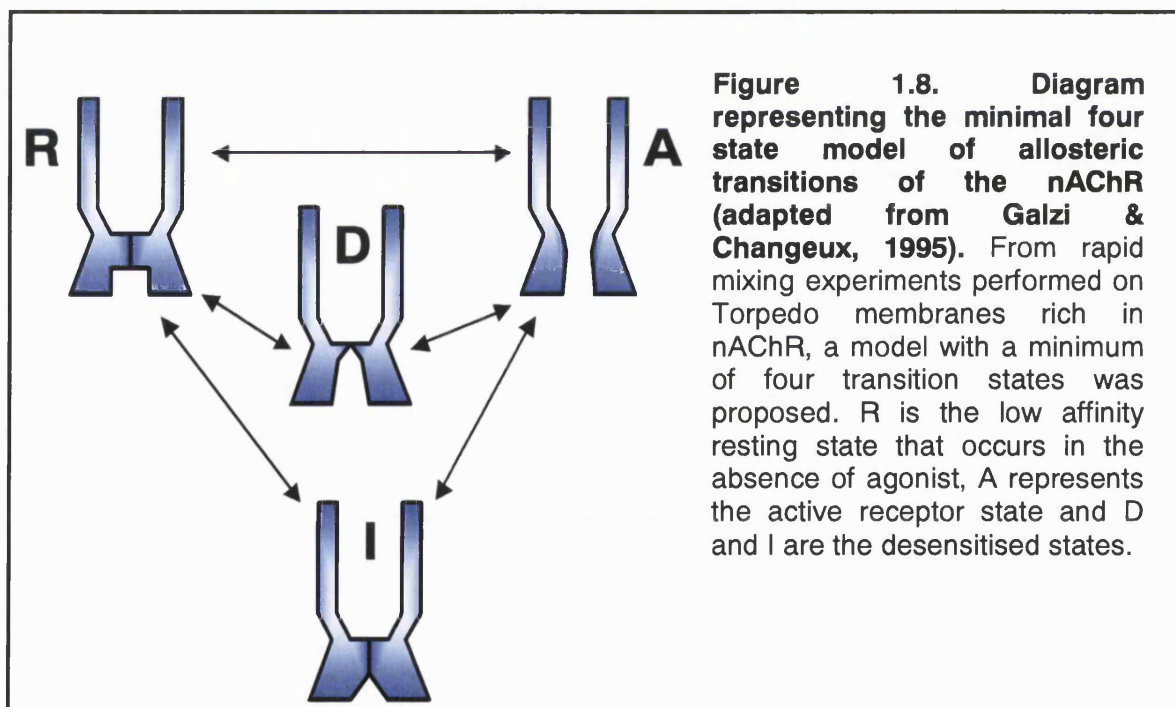 R
A
D
I
Figure 1.8. Diagram
representing the minimal four
state model of allosteric
transitions of the nAChR
(adapted from Galzi &
Changeux, 1995). From rapid
mixing experiments performed on
Torpedo membranes rich in
nAChR, a model with a minimum
of four transition states was
proposed. R is the low affinity
resting state that occurs in the
absence of agonist, A represents
the active receptor state and D
and I are the desensitised states.